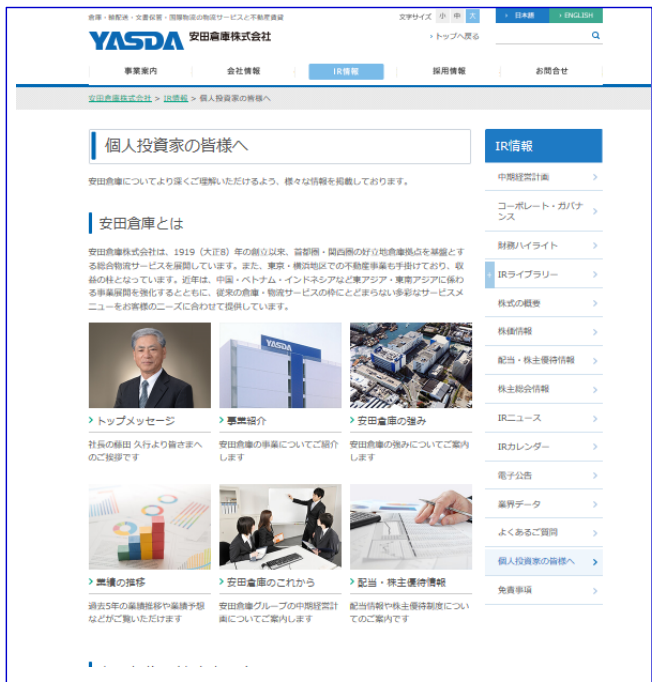 倉庫・輸配送・文書保管・国際物流の物流サービスと不動産賃貸
文字サイズ 小 中 大
› 日本語 › ENGLISH
YASDA 安田倉庫株式会社
› トップへ戻る
事業案内 会社情報 IR情報 採用情報 お問合せ
安田倉庫株式会社 > IR情報 > 個人投資家の皆様へ
個人投資家の皆様へ
安田倉庫についてより深くご理解いただけるよう、様々な情報を掲載しております。
安田倉庫とは
安田倉庫株式会社は、1919(大正8)年の創立以来、首都圏・関西圏の好立地倉庫拠点を基盤とす
る総合物流サービスを展開しています。また、東京・横浜地区での不動産事業も手掛けており、収
益の柱となっています。近年は、中国・ベトナム・インドネシアなど東アジア・東南アジアに係わ
る事業展開を強化するとともに、従来の倉庫・物流サービスの枠にとどまらない多彩なサービスメ
ニューをお客様のニーズに合わせて提供しています。
YASDA
› トップメッセージ
社長の藤田 久行より皆さまへ
のご挨拶です
› 事業紹介
安田倉庫の事業についてご紹介
します
› 安田倉庫の強み
安田倉庫の強みについてご案内
します
› 業績の推移
過去5年の業績推移や業績予想
などがご覧いただけます
› 安田倉庫のこれから
安田倉庫グループの中期経営計
画についてご案内します
› 配当・株主優待情報
配当情報や株主優待制度につい
てのご案内です
IR情報
中期経営計画
コーポレート・ガバナ
ンス
財務ハイライト
IRライブラリー
株式の概要
株価情報
配当・株主優待情報
株主総会情報
IRニュース
IRカレンダー
電子公告
業界データ
よくあるご質問
個人投資家の皆様へ
免責事項